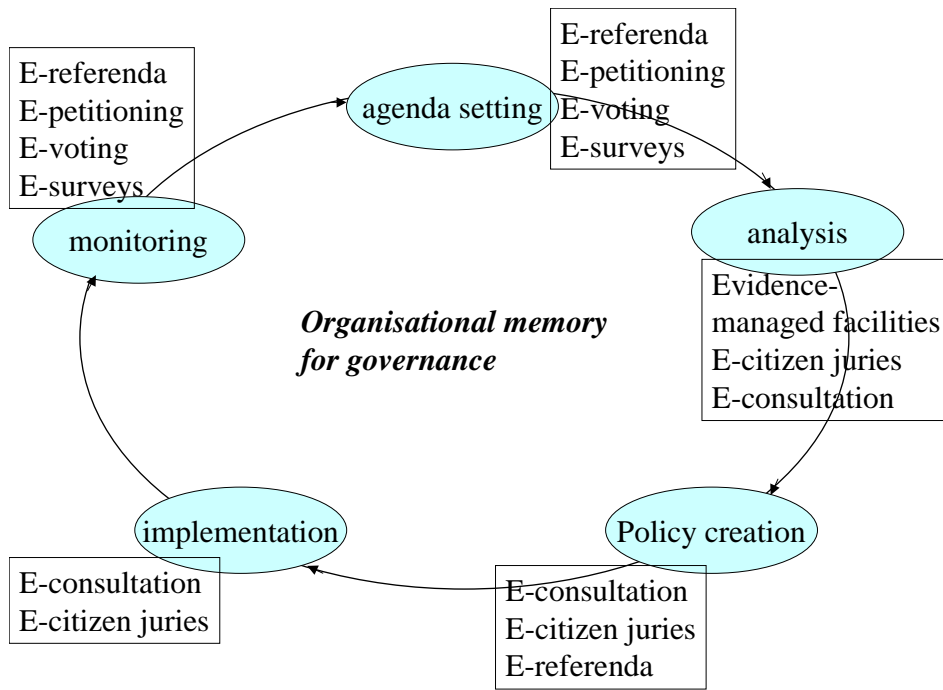 E-referenda
E-petitioning
E-voting
E-surveys
agenda setting
E-referenda
E-petitioning
E-voting
E-surveys
monitoring
analysis
Evidence-
managed facilities
E-citizen juries
E-consultation
Organisational memory
for governance
implementation
E-consultation
E-citizen juries
Policy creation
E-consultation
E-citizen juries
E-referenda